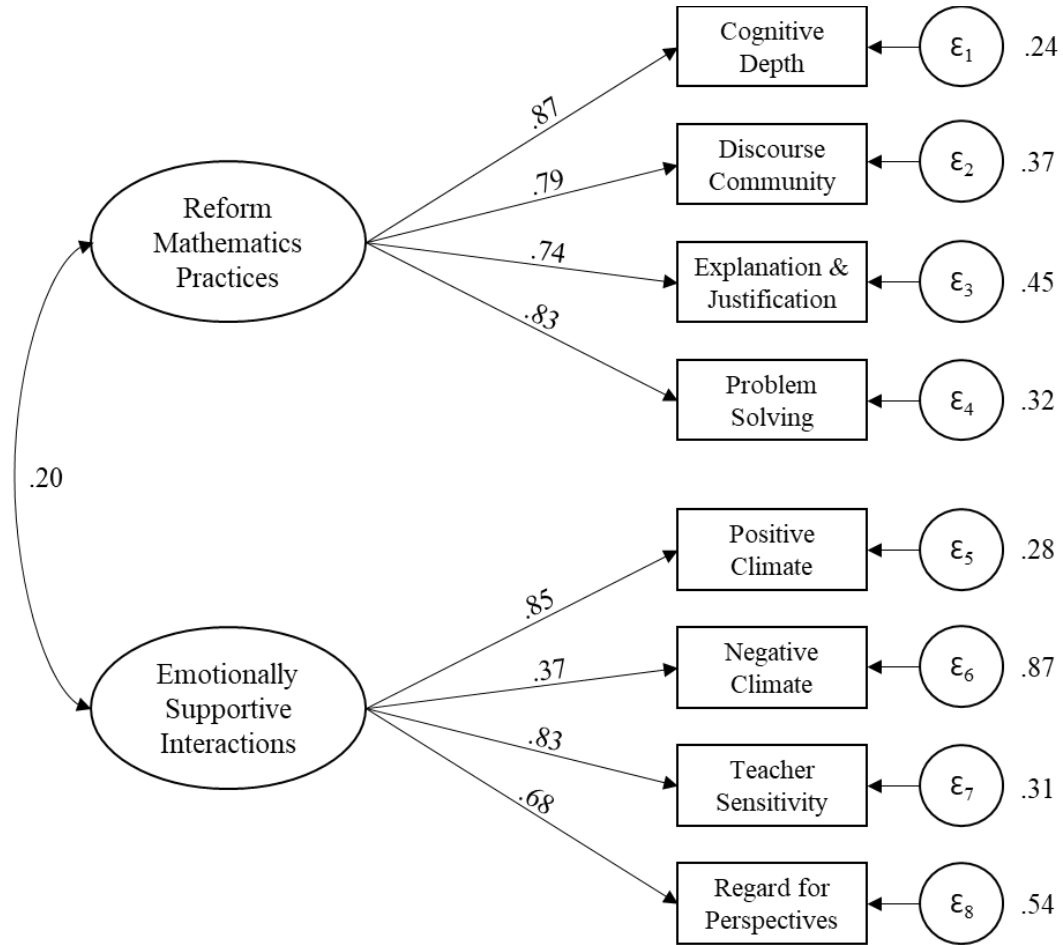 Cognitive
Depth
ε1
.24
.87
Discourse
Community
ε2
.37
.79
Reform
Mathematics
Practices
Explanation &
Justification
ε3
.45
.74
.83
Problem
Solving
ε4
.32
.20
Positive
Climate
ε5
.28
.85
Negative
Climate
ε6
.87
.37
Emotionally
Supportive
Interactions
.83
Teacher
Sensitivity
ε7
.31
.68
Regard for
Perspectives
ε8
.54